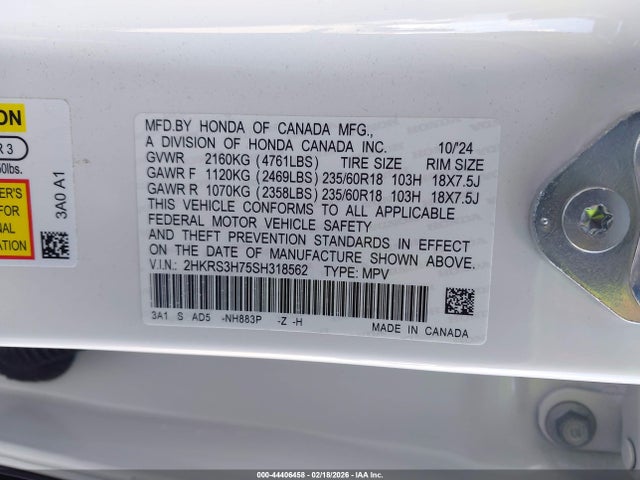 ON
R 3
0lbs.
ER'S
FOR
NAL
ATION
3A0 A1
MFD.BY HONDA OF CANADA MFG.,
A DIVISION OF HONDA CANADA INC. 10/'24
GVWR 2160KG (4761LBS) TIRE SIZE RIM SIZE
GAWR F 1120KG (2469LBS) 235/60R18 103H 18X7.5J
GAWR R 1070KG (2358LBS) 235/60R18 103H 18X7.5J
THIS VEHICLE CONFORMS TO ALL APPLICABLE
FEDERAL MOTOR VEHICLE SAFETY
AND THEFT PREVENTION STANDARDS IN EFFECT
ON THE DATE OF MANUFACTURE SHOWN ABOVE.
V.I.N.: 2HKRS3H75SH318562 TYPE: MPV
3A1 S AD5 -NH883P -Z -H
MADE IN CANADA
000-44406458 - 02/18/2026 - IAAI.com